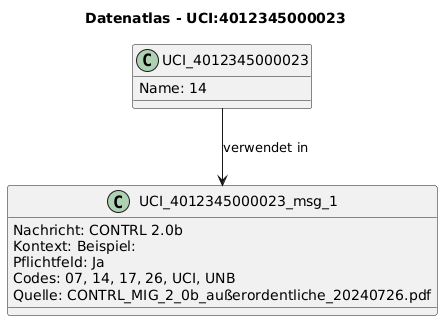 Datenatlas - UCI:4012345000023
C UCI_4012345000023
Name: 14
verwendet in
C UCI_4012345000023_msg_1
Nachricht: CONTRL 2.0b
Kontext: Beispiel:
Pflichtfeld: Ja
Codes: 07, 14, 17, 26, UCI, UNB
Quelle: CONTRL_MIG_2_0b_außerordentliche_20240726.pdf